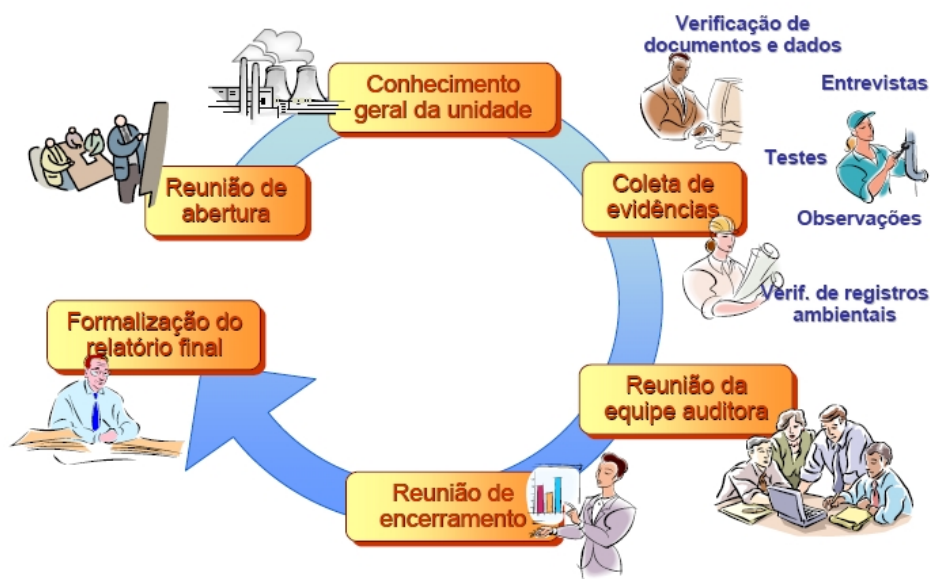 Verificação de
documentos e dados
Conhecimento
geral da unidade
Entrevistas
Testes
Reunião de
abertura
Coleta de
evidências
Observações
Verif. de registros
ambientais
Formalização do
relatório final
Reunião da
equipe auditora
Reunião de
encerramento